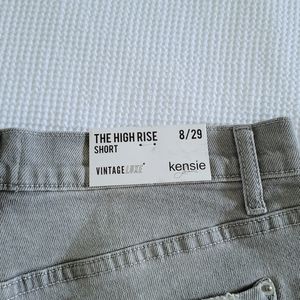 THE HIGH RISE 8/29
SHORT
VINTAGE LUXE kensie